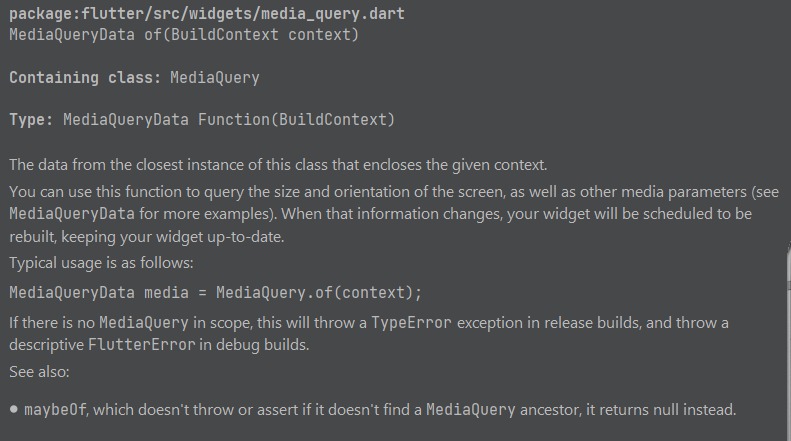 package:flutter/src/widgets/media_query.dart
MediaQueryData of(BuildContext context)
Containing class: MediaQuery
Type: MediaQueryData Function(BuildContext)
The data from the closest instance of this class that encloses the given context.
You can use this function to query the size and orientation of the screen, as well as other media parameters (see
MediaQueryData for more examples). When that information changes, your widget will be scheduled to be
rebuilt, keeping your widget up-to-date.
Typical usage is as follows:
MediaQueryData media = MediaQuery.of(context);
If there is no MediaQuery in scope, this will throw a TypeError exception in release builds, and throw a
descriptive FlutterError in debug builds.
See also:
● maybeOf, which doesn't throw or assert if it doesn't find a MediaQuery ancestor, it returns null instead.